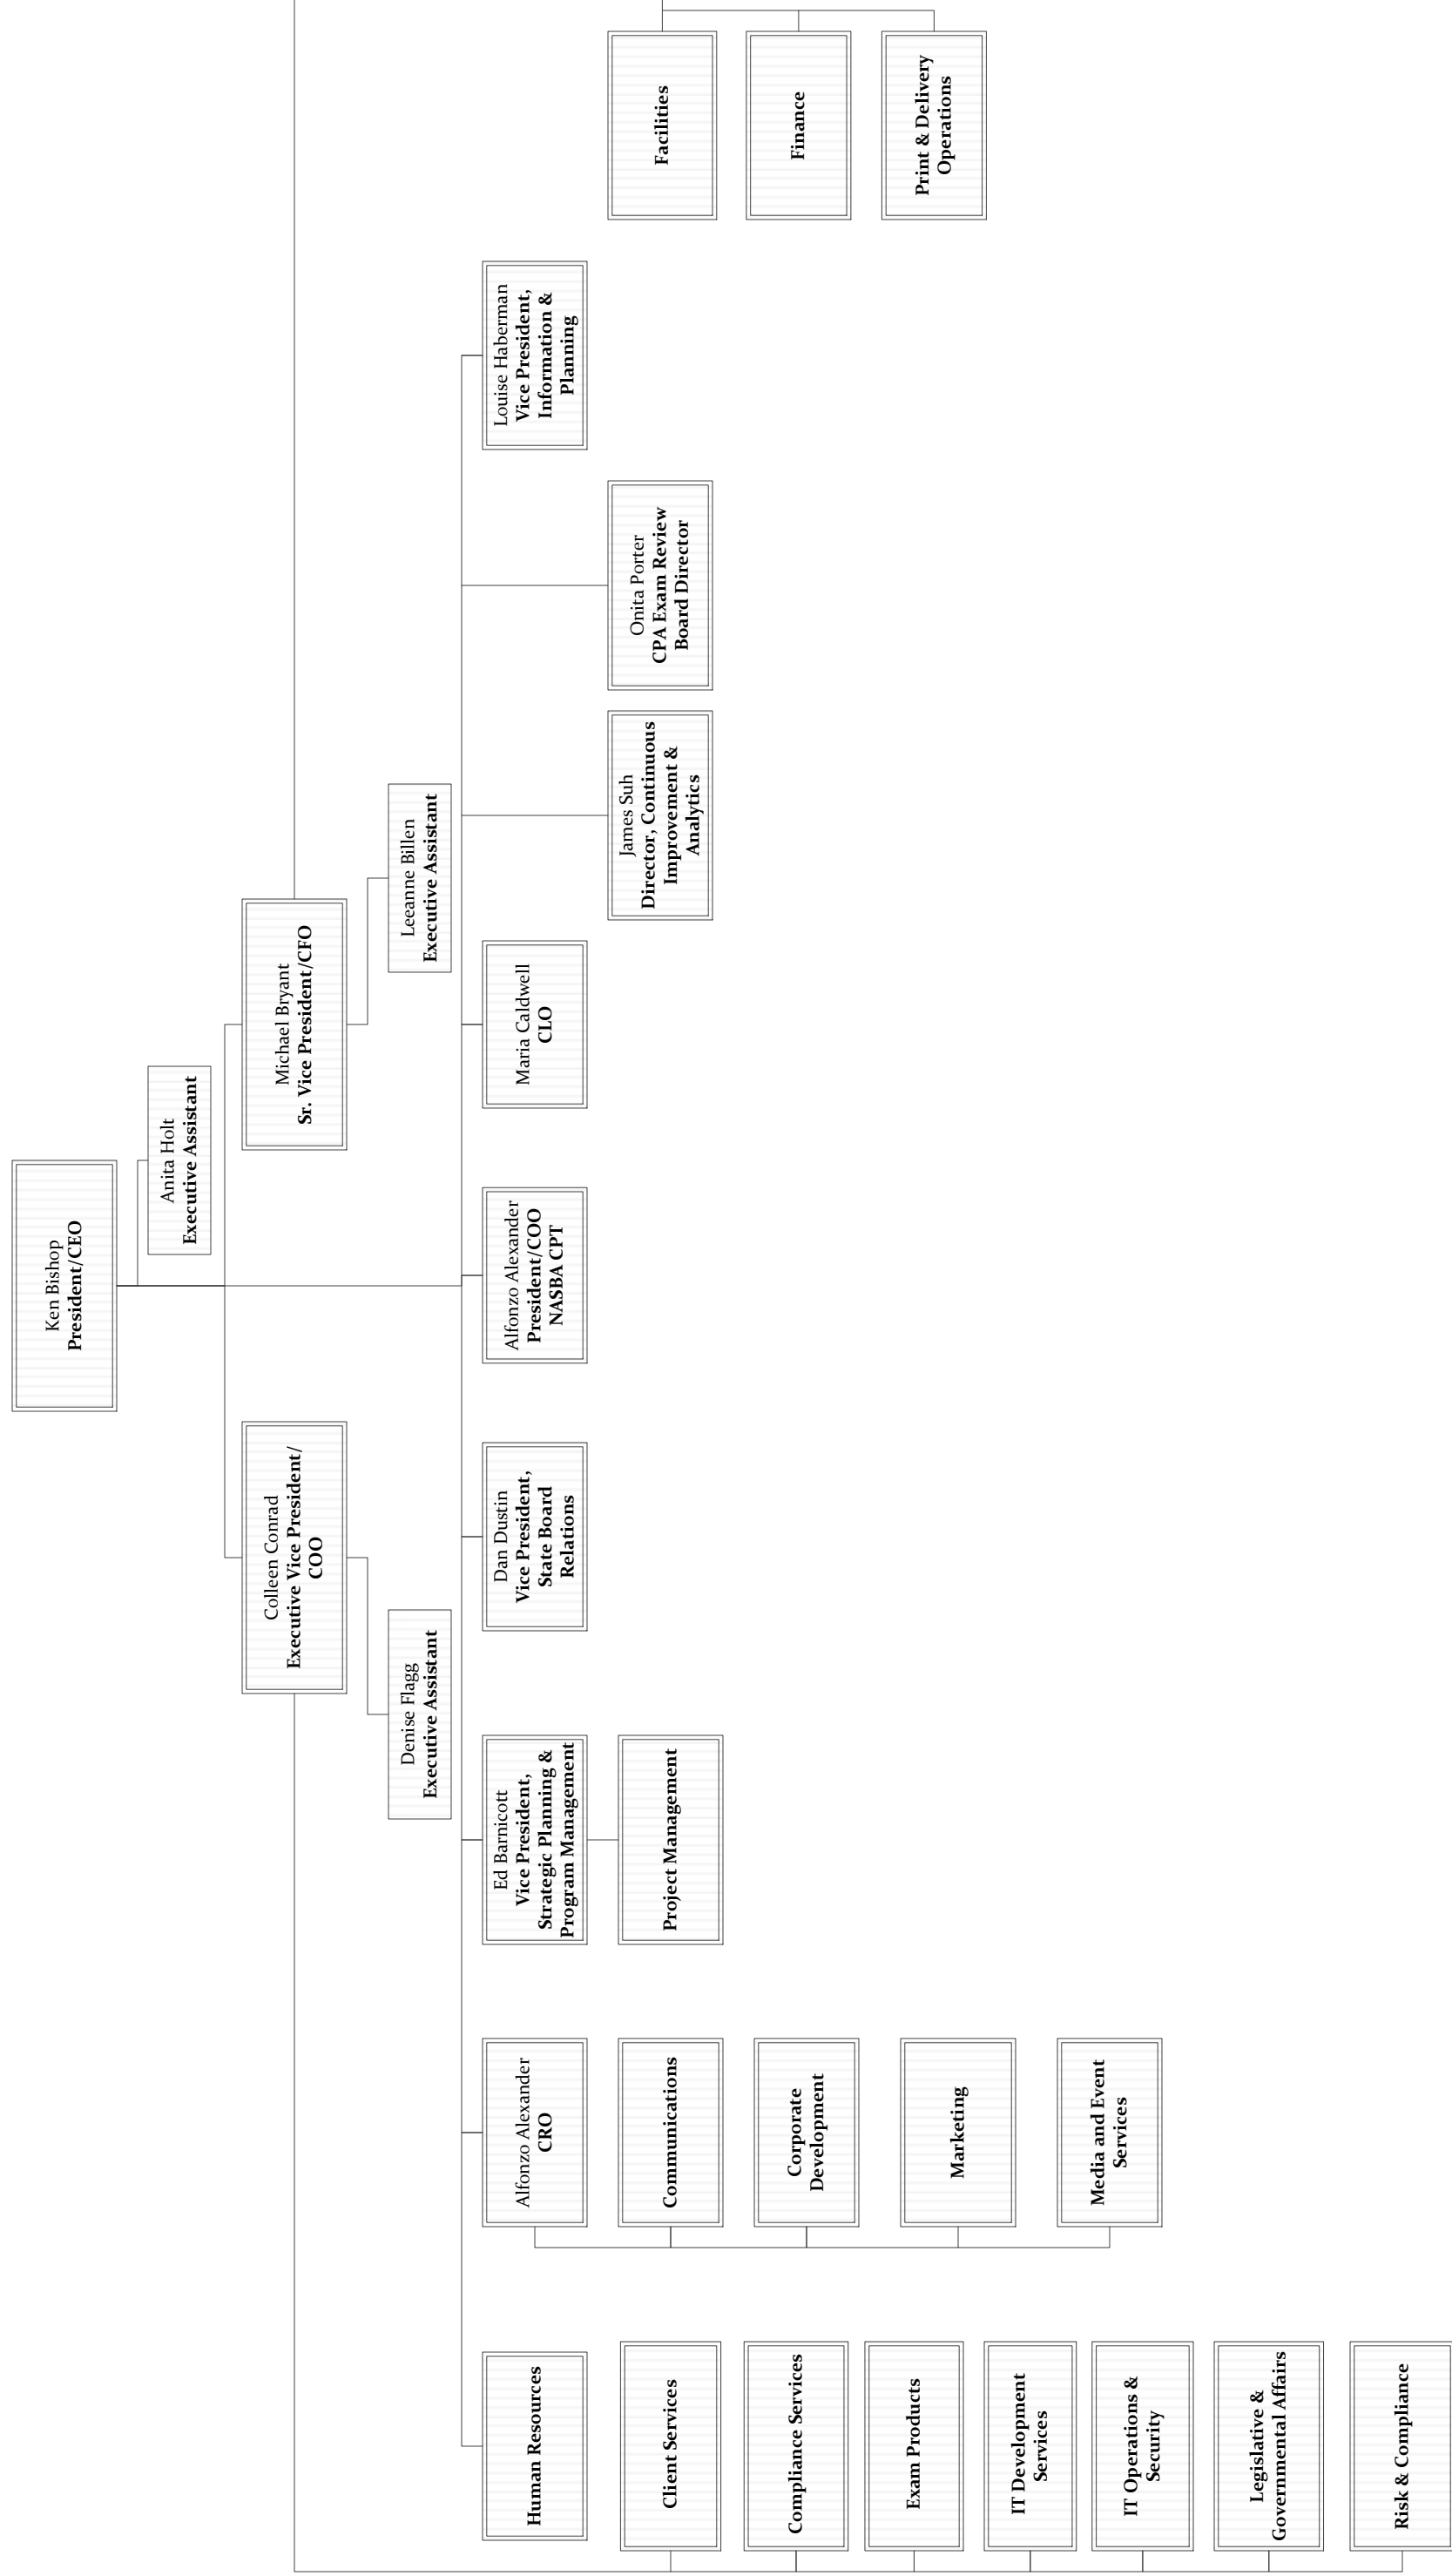 Ken Bishop
President/CEO
Anita Holt
Executive Assistant
Colleen Conrad
Executive Vice President/
COO
Michael Bryant
Sr. Vice President/CFO
Denise Flagg
Executive Assistant
Leeanne Billen
Executive Assistant
Human Resources
Alfonzo Alexander
CRO
Ed Barnicott
Vice President,
Strategic Planning &
Program Management
Dan Dustin
Vice President,
State Board
Relations
Alfonzo Alexander
President/COO
NASBA CPT
Maria Caldwell
CLO
Louise Haberman
Vice President,
Information &
Planning
James Suh
Director, Continuous
Improvement &
Analytics
Onita Porter
CPA Exam Review
Board Director
Client Services
Compliance Services
Exam Products
IT Development
Services
IT Operations &
Security
Legislative &
Governmental Affairs
Risk & Compliance
Communications
Corporate
Development
Marketing
Media and Event
Services
Project Management
Facilities
Finance
Print & Delivery
Operations